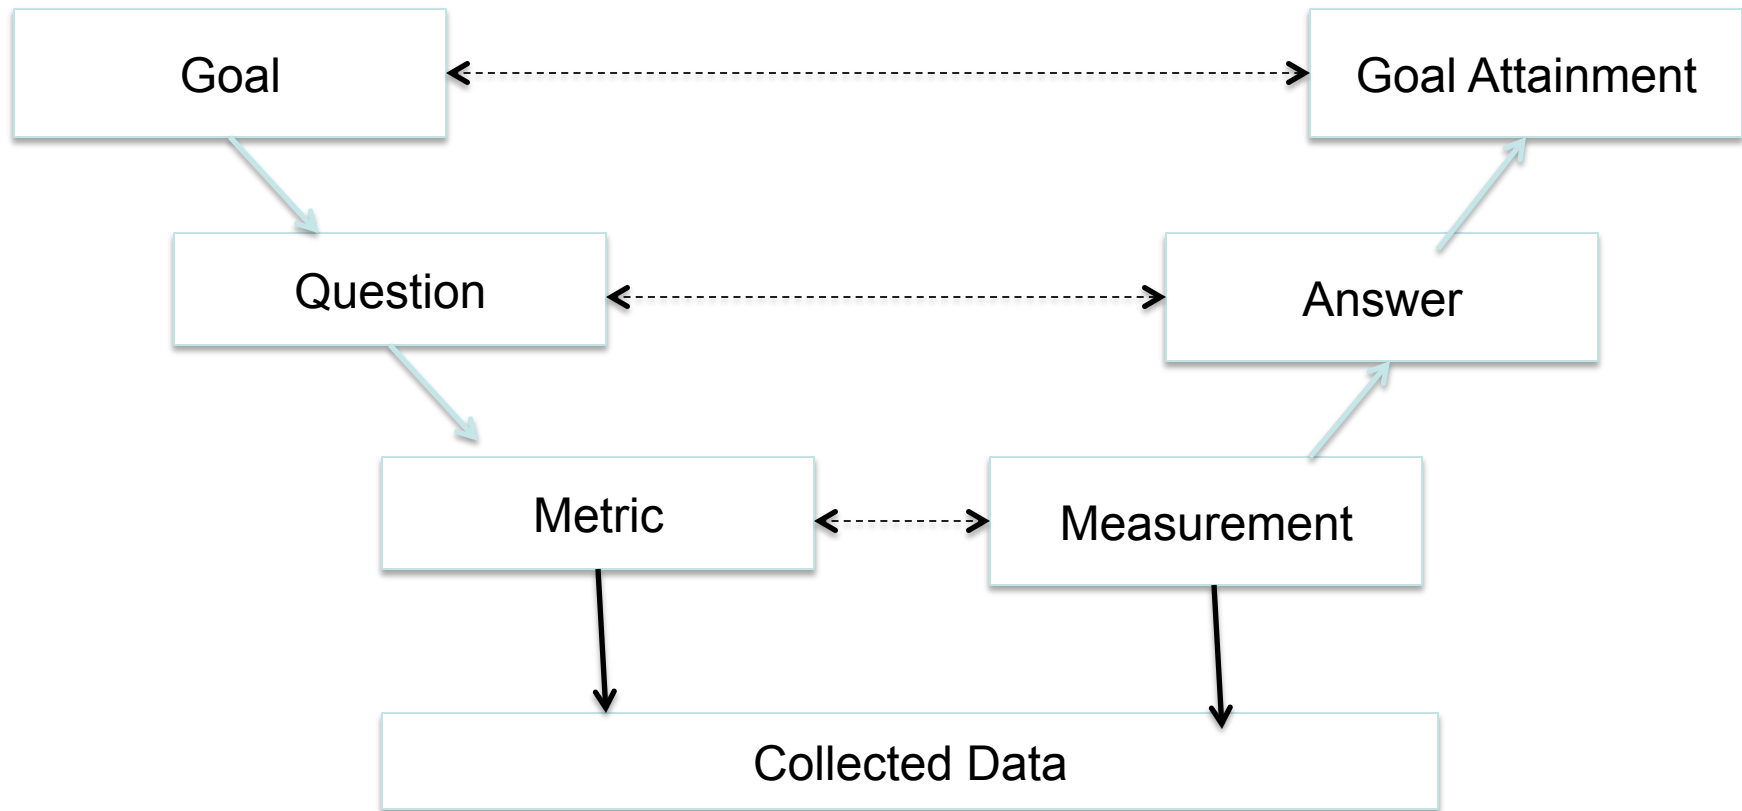 Goal
Goal Attainment
Question
Answer
Metric
Measurement
Collected Data